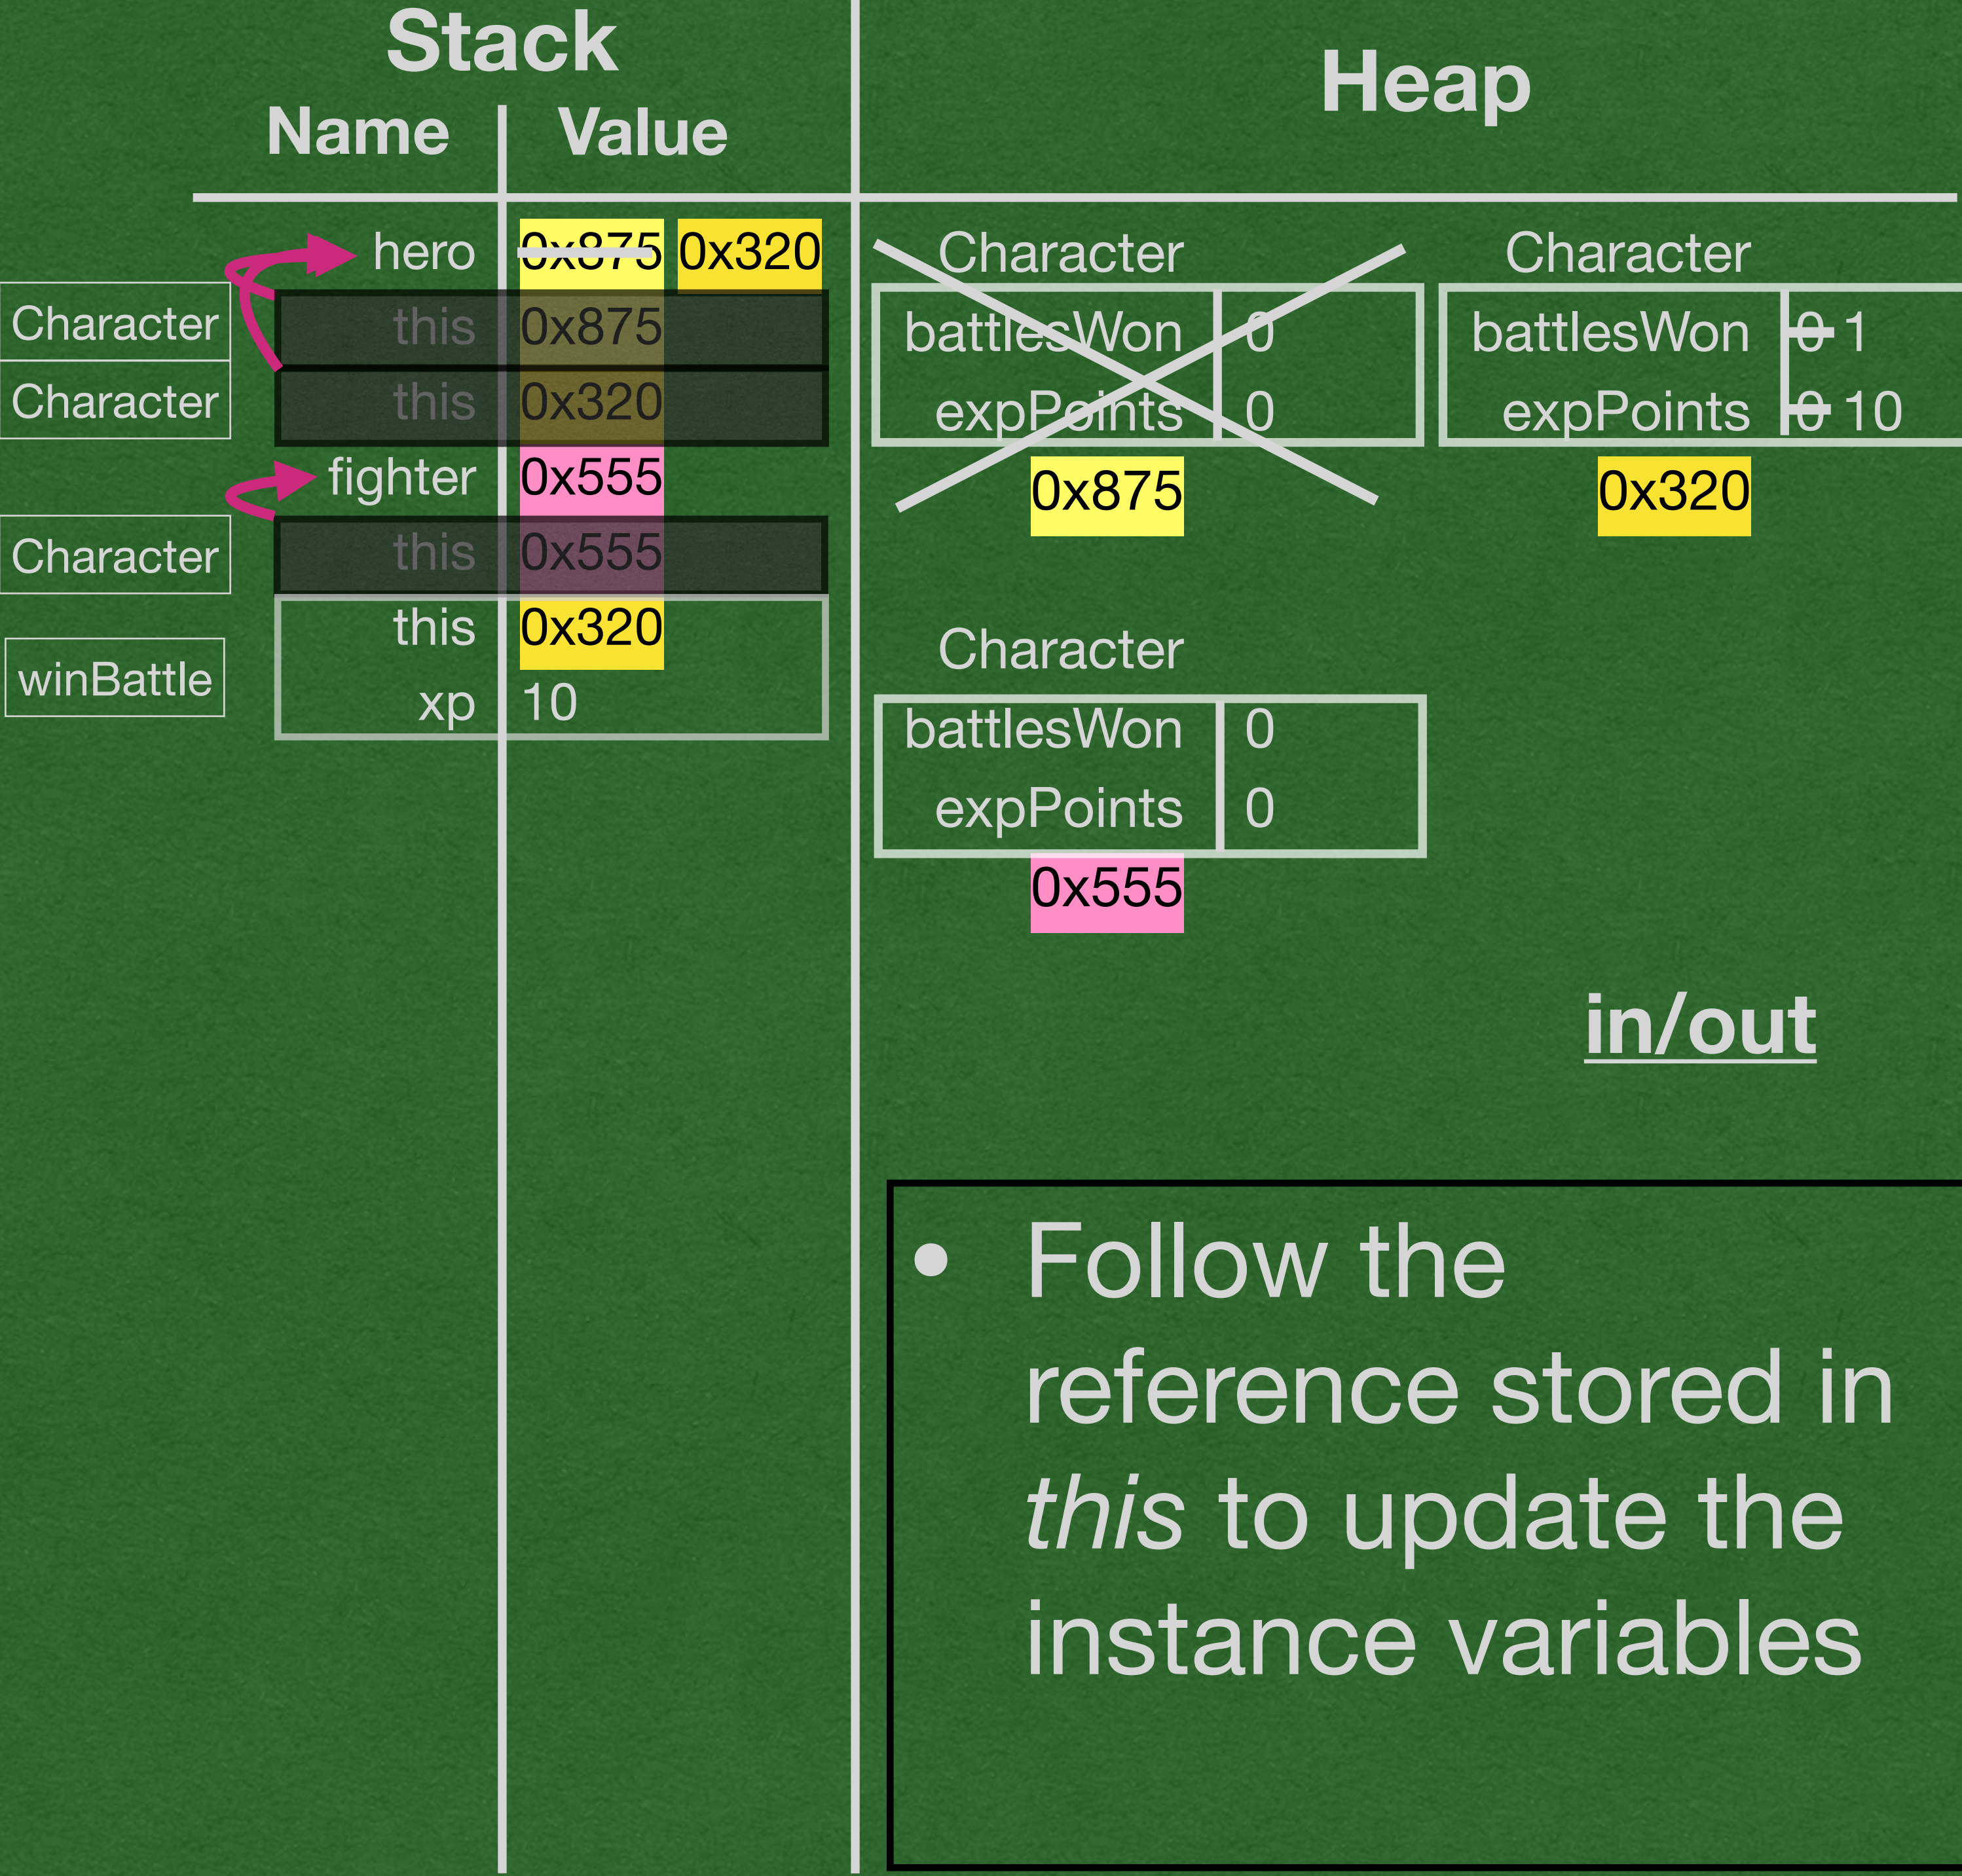 Stack
Heap
Name Value
hero 0x875 0x320
Character this 0x875
Character this 0x320
fighter 0x555
Character this 0x555
this 0x320
winBattle
xp 10
Character
battlesWon 0
expPoints 0
0x875
Character
battlesWon 0 1
expPoints 0 10
0x320
Character
battlesWon 0
expPoints 0
0x555
in/out
• Follow the
reference stored in
this to update the
instance variables